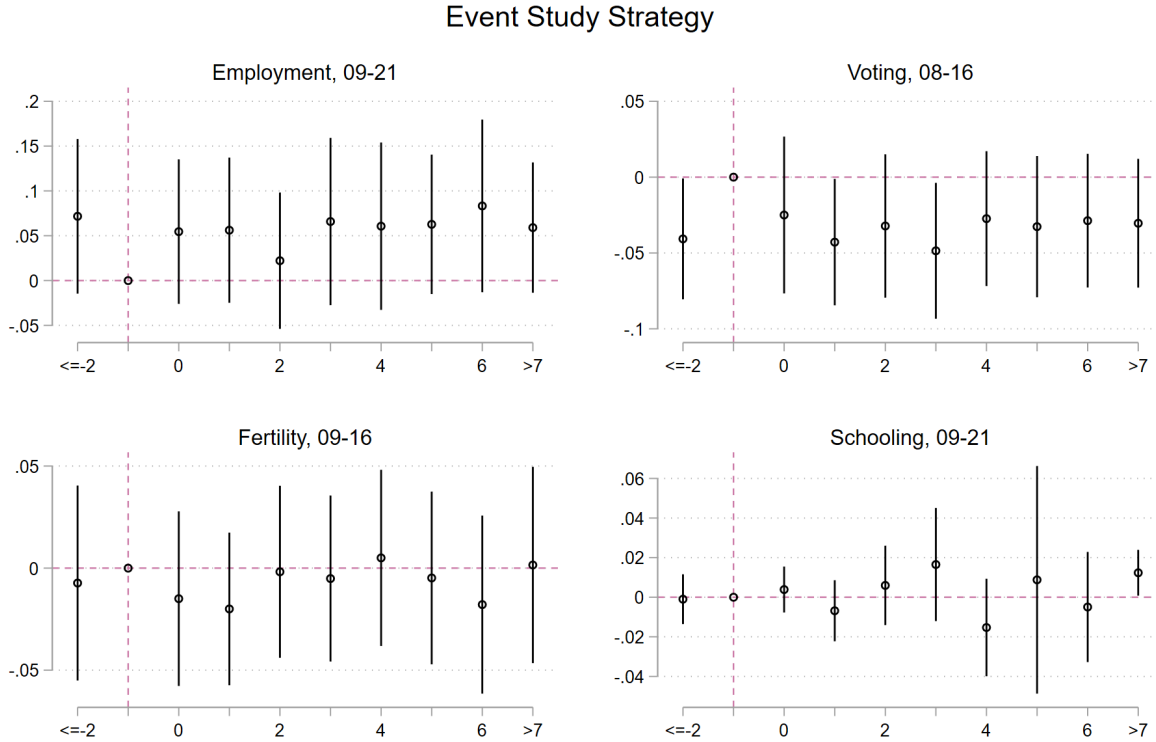 Event Study Strategy
Employment, 09-21
.2
.15
.1
.05
0
-.05
<=-2 0 2 4 6 >7
Voting, 08-16
.05
0
-.05
-.1
<=-2 0 2 4 6 >7
Fertility, 09-16
.05
0
-.05
<=-2 0 2 4 6 >7
Schooling, 09-21
.06
.04
.02
0
-.02
-.04
<=-2 0 2 4 6 >7